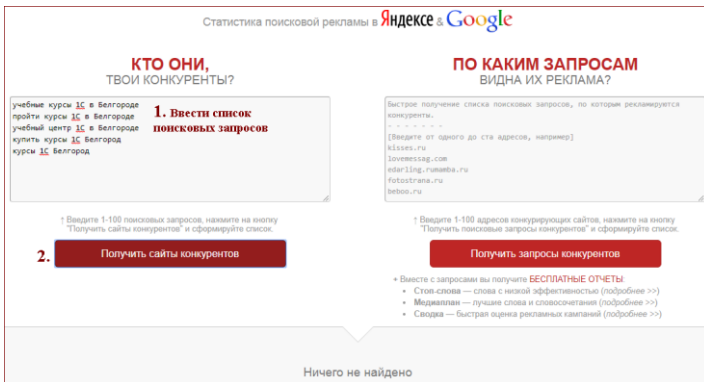 Статистика поисковой рекламы в Яндексе & Google
КТО ОНИ,
ТВОИ КОНКУРЕНТЫ?
учебные курсы 1С в Белгороде
пройти курсы 1С в Белгороде
учебный центр 1С в Белгороде
купить курсы 1С Белгород
курсы 1С Белгород
1. Ввести список
поисковых запросов
↑ Введите 1-100 поисковых запросов, нажмите на кнопку
"Получить сайты конкурентов" и сформируйте список.
2.
Получить сайты конкурентов
ПО КАКИМ ЗАПРОСАМ
ВИДНА ИХ РЕКЛАМА?
Быстрое получение списка поисковых запросов, по которым рекламируются
конкуренты.
- - - - - - -
[Введите от одного до ста адресов, например]
kisses.ru
lovemessag.com
edarling.rumamba.ru
fotostrana.ru
beboo.ru
↑ Введите 1-100 адресов конкурирующих сайтов, нажмите на кнопку
"Получить поисковые запросы конкурентов" и сформируйте список.
Получить запросы конкурентов
+ Вместе с запросами вы получите БЕСПЛАТНЫЕ ОТЧЕТЫ:
• Стоп-слова — слова с низкой эффективностью (подробнее >>)
• Медиаплан — лучшие слова и словосочетания (подробнее >>)
• Сводка — быстрая оценка рекламных кампаний (подробнее >>)
Ничего не найдено